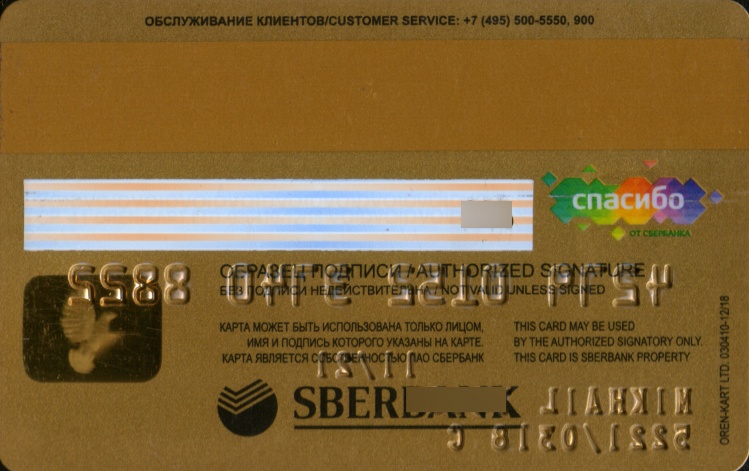 ОБСЛУЖИВАНИЕ КЛИЕНТОВ/CUSTOMER SERVICE: +7 (495) 500-5550, 900
спасибо
ОТ СБЕРБАНКА
ОБРАЗЕЦ ПОДПИСИ / AUTHORIZED SIGNATURE
БЕЗ ПОДПИСИ НЕДЕЙСТВИТЕЛЬНА / NOT VALID UNLESS SIGNED
КАРТА МОЖЕТ БЫТЬ ИСПОЛЬЗОВАНА ТОЛЬКО ЛИЦОМ,
ИМЯ И ПОДПИСЬ КОТОРОГО УКАЗАНЫ НА КАРТЕ.
КАРТА ЯВЛЯЕТСЯ СОБСТВЕННОСТЬЮ ПАО СБЕРБАНК
THIS CARD MAY BE USED
BY THE AUTHORIZED SIGNATORY ONLY.
THIS CARD IS SBERBANK PROPERTY
11/21
SBERBANK
MIKHAIL
OREN-KART LTD. 030410-12/18